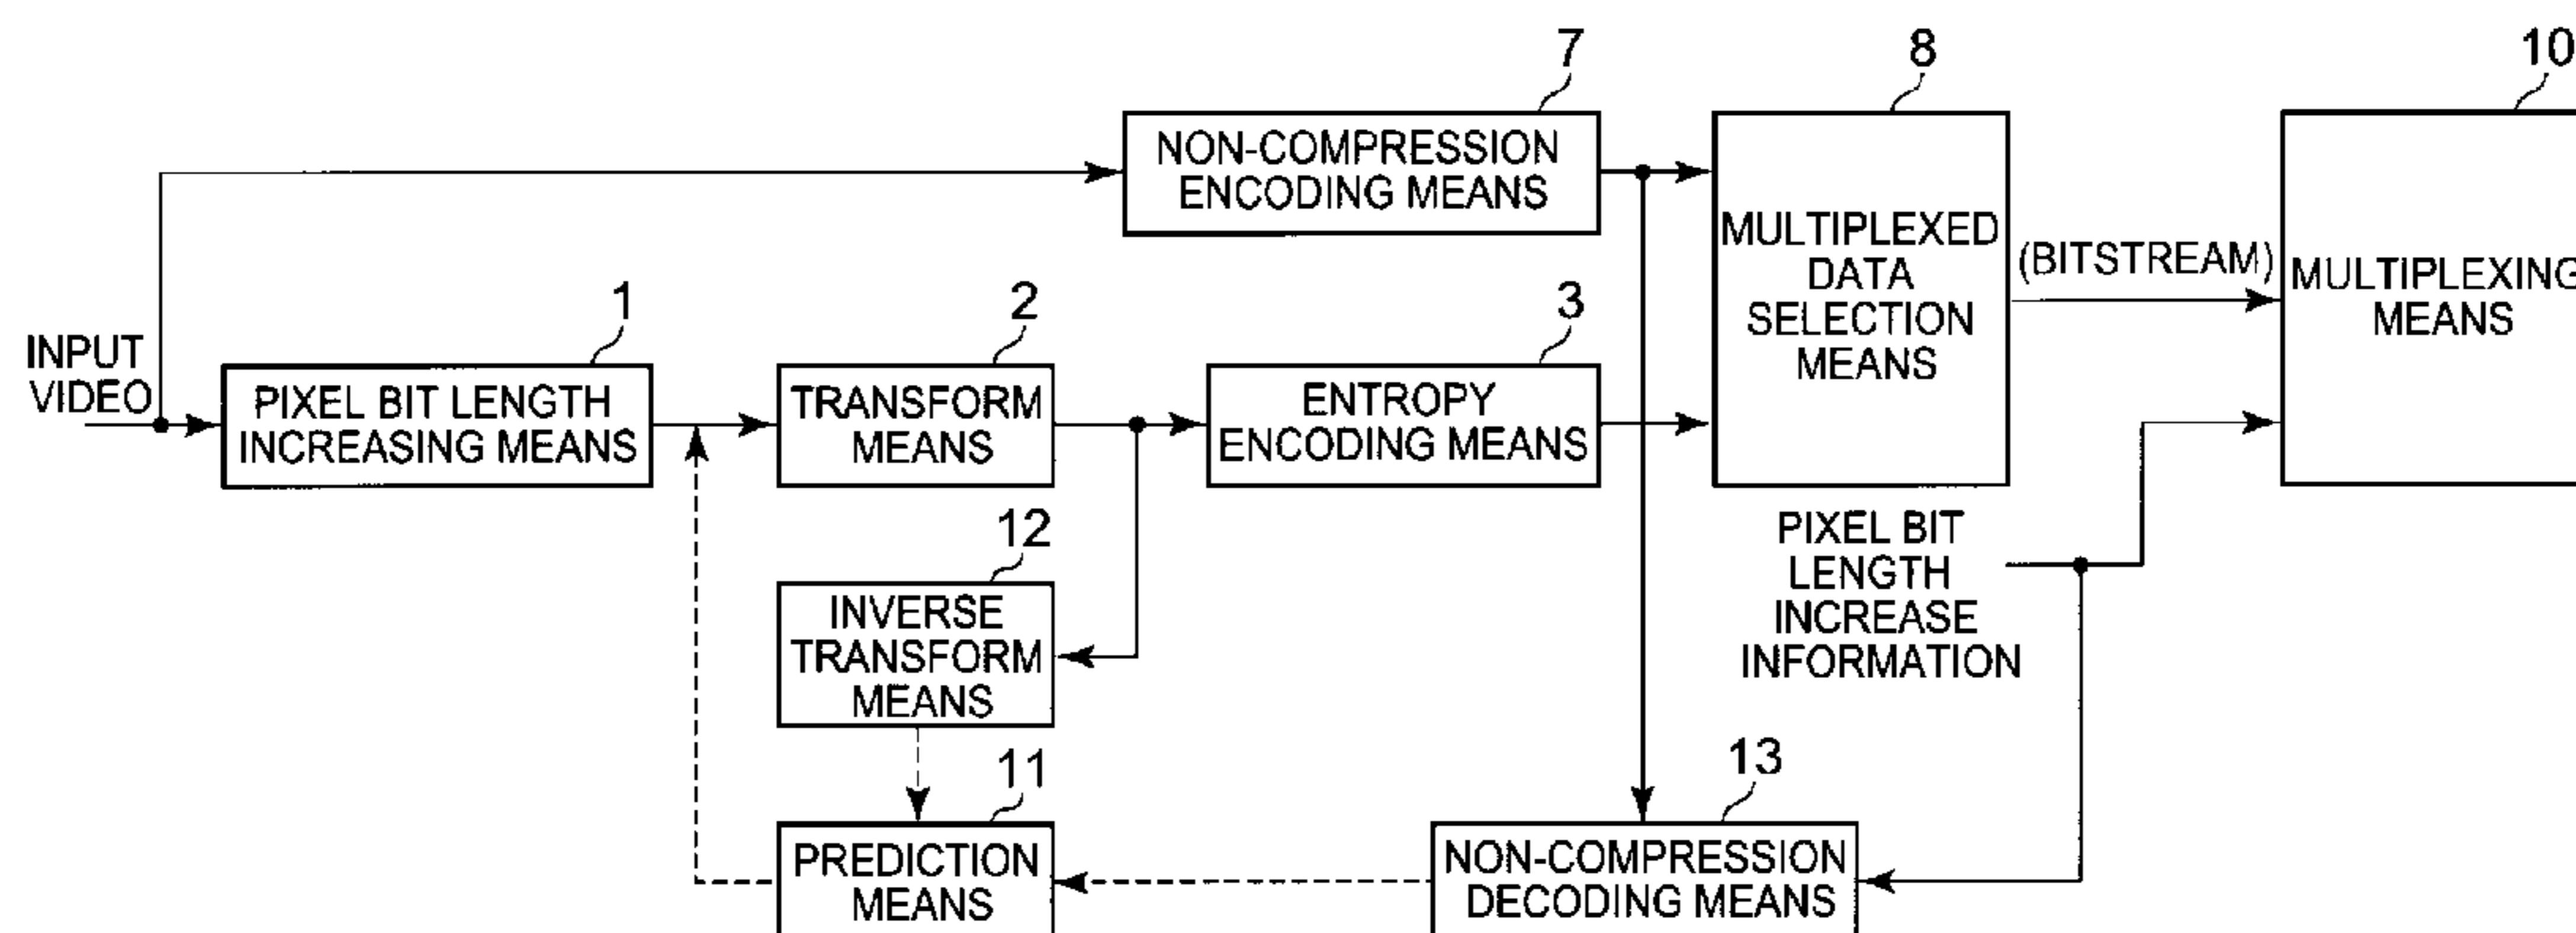 7
8
10
NON-COMPRESSION
ENCODING MEANS
MULTIPLEXED
DATA
SELECTION
MEANS
(BITSTREAM)
MULTIPLEXING
MEANS
INPUT
VIDEO
1
PIXEL BIT LENGTH
INCREASING MEANS
2
TRANSFORM
MEANS
3
ENTROPY
ENCODING MEANS
12
INVERSE
TRANSFORM
MEANS
PIXEL BIT
LENGTH
INCREASE
INFORMATION
11
PREDICTION
MEANS
13
NON-COMPRESSION
DECODING MEANS